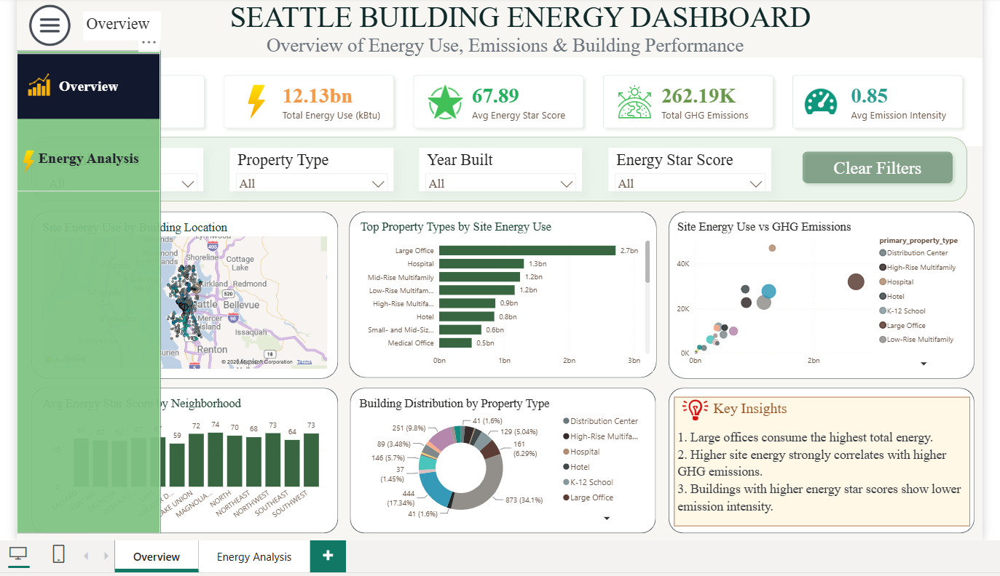 Overview
...
SEATTLE BUILDING ENERGY DASHBOARD
Overview of Energy Use, Emissions & Building Performance
Overview
Energy Analysis
12.13bn
Total Energy Use (kBtu)
67.89
Avg Energy Star Score
262.19K
Total GHG Emissions
0.85
Avg Emission Intensity
All
Property Type
All
Year Built
All
Energy Star Score
All
Clear Filters
Site Energy Use by Building Location
405
Shoreline
Cottage
Lake
Kirkland
Redmond
520
Bellevue
90
Mercer
Island
Issaquah
Renton
18
5
Microsoft Corporation
Terms
Top Property Types by Site Energy Use
Large Office
2.7bn
Hospital
1.3bn
Mid-Rise Multifamily
1.2bn
Low-Rise Multifam...
1.2bn
High-Rise Multifa...
0.9bn
Hotel
0.8bn
Small- and Mid-Siz...
0.6bn
Medical Office
0.5bn
0bn
1bn
2bn
3bn
Site Energy Use vs GHG Emissions
40K
20K
0K
0bn
2bn
primary_property_type
Distribution Center
High-Rise Multifamily
Hospital
Hotel
K-12 School
Large Office
Low-Rise Multifamily
Avg Energy Star Score by Neighborhood
59
72
74
70
68
73
64
73
LAKE UNION
MAGNOLIA...
NORTH
NORTHEAST
NORTHWEST
SOUTHEAST
SOUTHWEST
Building Distribution by Property Type
41 (1.6%)
129 (5.04%)
161
(6.29%)
873 (34.1%)
41 (1.6%)
444
(17.34%)
37
(1.45%)
146 (5.7%)
89 (3.48%)
251 (9.8%)
Distribution Center
High-Rise Multifa...
Hospital
Hotel
K-12 School
Large Office
Key Insights
1. Large offices consume the highest total energy.
2. Higher site energy strongly correlates with higher
GHG emissions.
3. Buildings with higher energy star scores show lower
emission intensity.
Overview
Energy Analysis
+